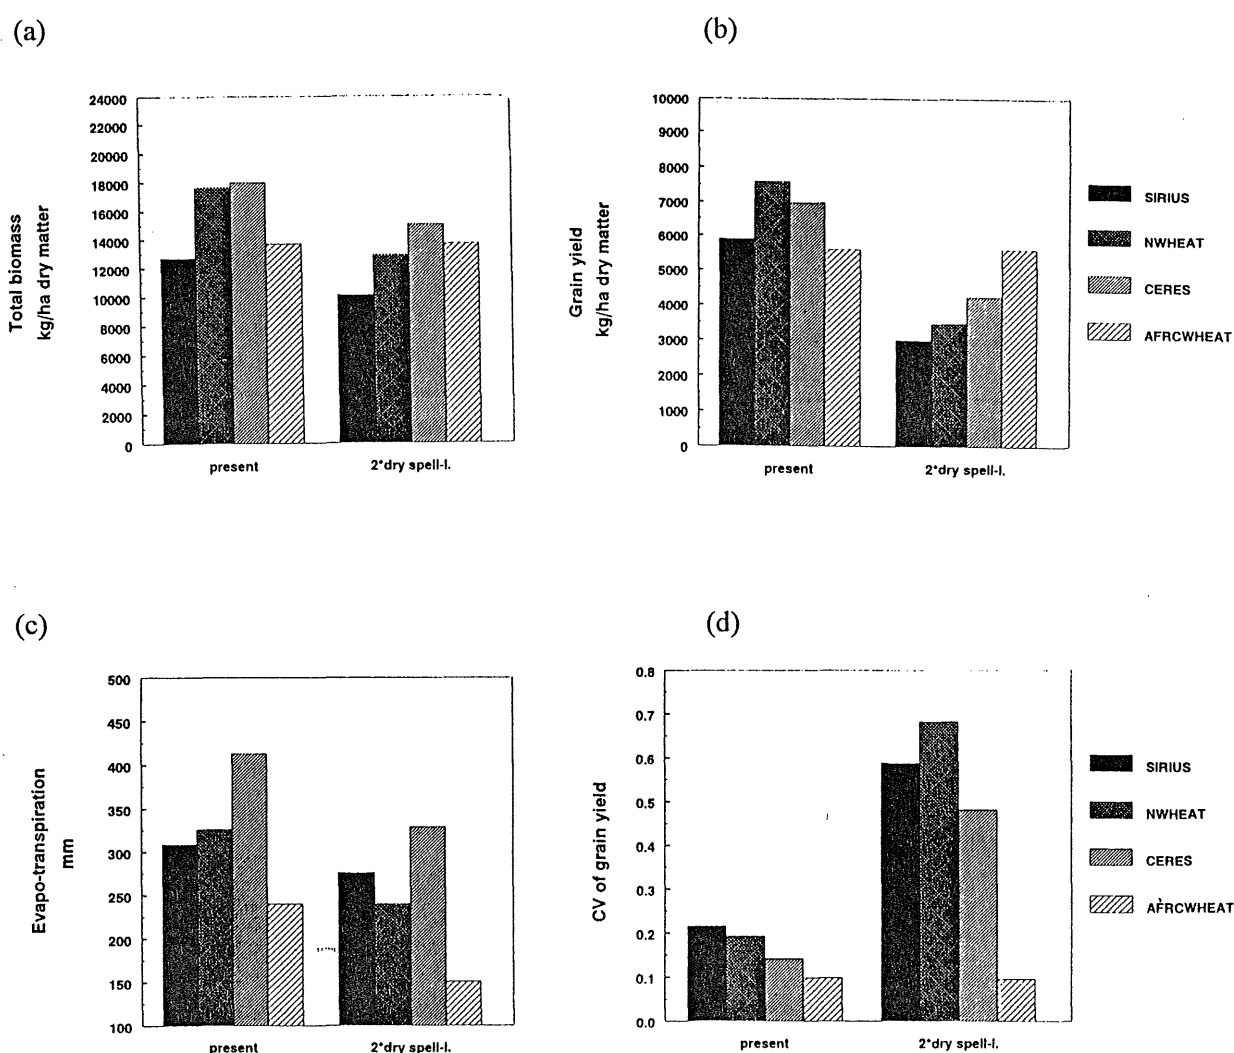 (a)
(b)
24000
22000
20000
18000
16000
14000
12000
10000
8000
6000
4000
2000
0
Total biomass
kg/ha dry matter
present
2*dry spell-l.
10000
9000
8000
7000
6000
5000
4000
3000
2000
1000
0
Grain yield
kg/ha dry matter
present
2*dry spell-l.
SIRIUS
NWHEAT
CERES
AFRCWHEAT
(c)
(d)
500
450
400
350
300
250
200
150
100
Evapo-transpiration
mm
present
2*dry spell-l.
0.8
0.7
0.6
0.5
0.4
0.3
0.2
0.1
0.0
CV of grain yield
present
2*dry spell-l.
SIRIUS
NWHEAT
CERES
AFRCWHEAT